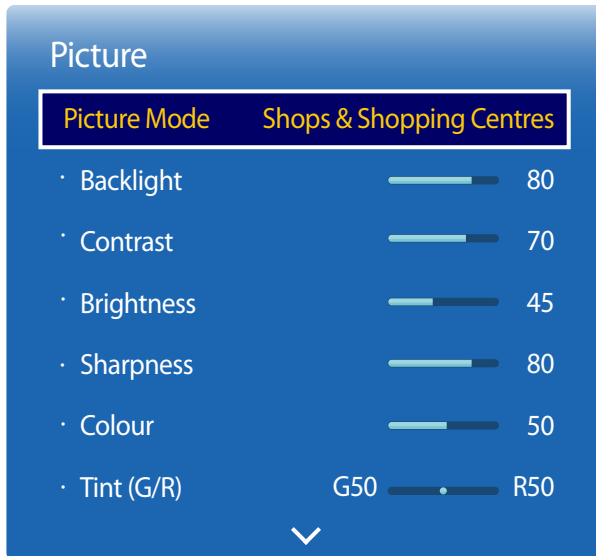 Picture
Picture Mode Shops & Shopping Centres
· Backlight 80
· Contrast 70
· Brightness 45
· Sharpness 80
· Colour 50
· Tint (G/R) G50 R50